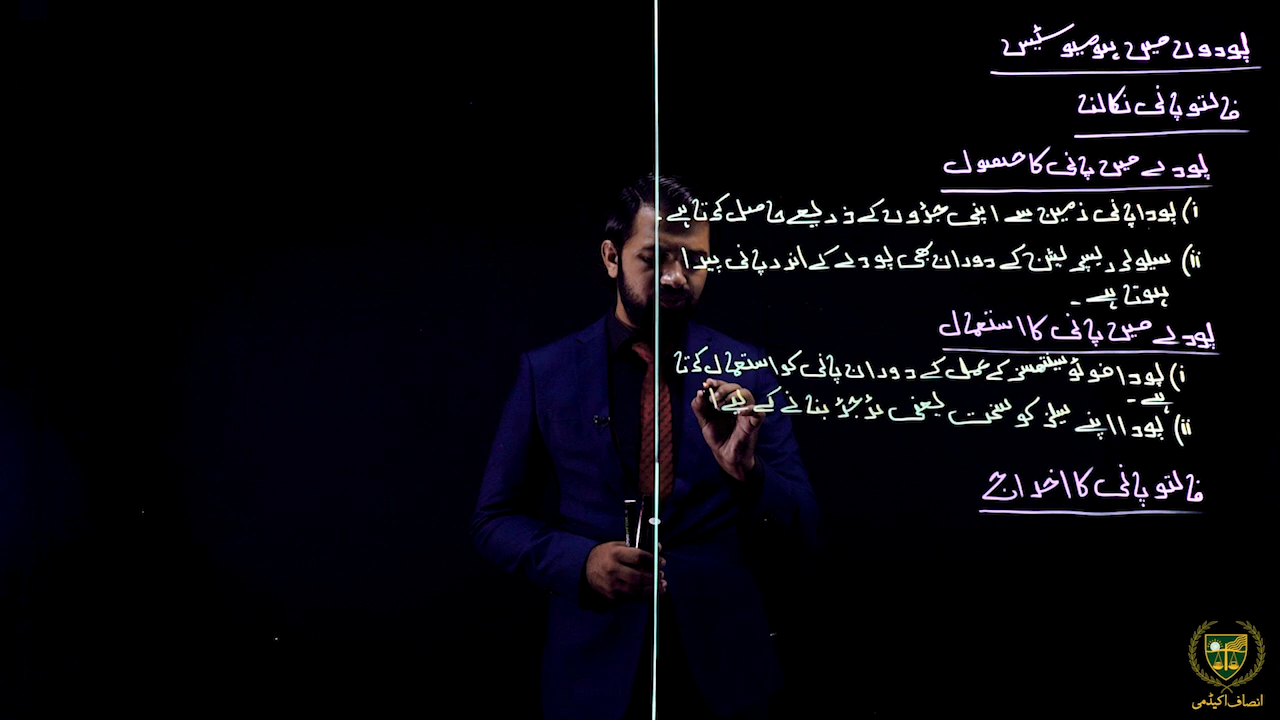 پودوں میں ہومیوسٹیسس
فالتو پانی نکالنا
پودے میں پانی کا حصول
i) پودا پانی زمین سے اپنی جڑوں کے ذریعے حاصل کرتا ہے۔
ii) سیلولر ریسپریشن کے دوران بھی پودے کے اندر پانی پیدا
ہوتا ہے۔
پودے میں پانی کا استعمال
i) پودا فوٹو سینتھسز کے عمل کے دوران پانی کو استعمال کرتا
ہے۔
ii) پودا اپنے سیلز کو سخت یعنی ٹرجڈ بنانے کے لیے ا
فالتو پانی کا اخراج
انصاف اکیڈمی